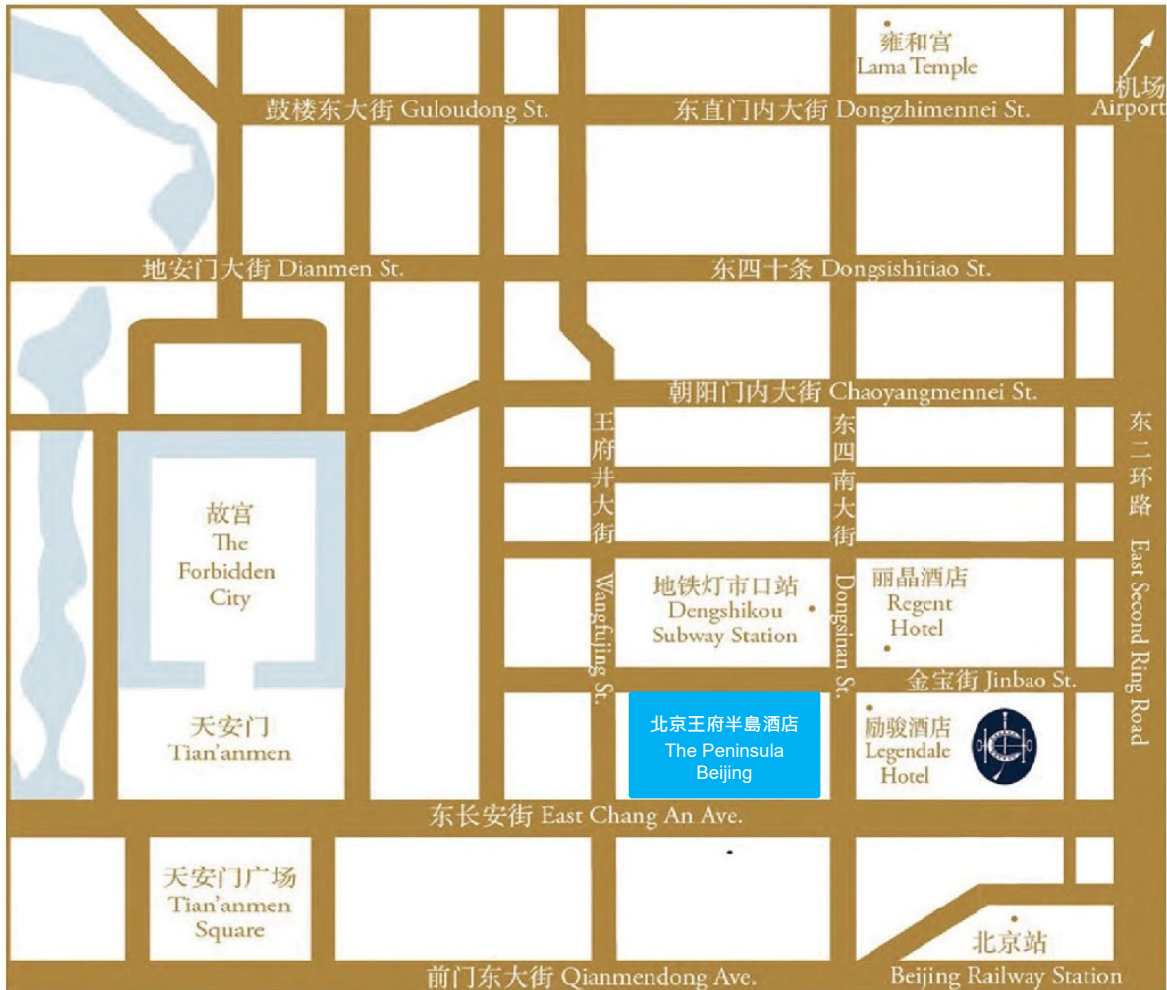 雍和宫
Lama Temple
机场
Airport
鼓楼东大街 Guloudong St.
东直门内大街 Dongzhimennei St.
地安门大街 Dianmen St.
东四十条 Dongsishitiao St.
朝阳门内大街 Chaoyangmennei St.
王府井大街 Wangfujing St.
东四南大街 Dongsinan St.
东二环路 East Second Ring Road
故宫
The
Forbidden
City
地铁灯市口站
Dengshikou
Subway Station
丽晶酒店
Regent
Hotel
金宝街 Jinbao St.
天安门
Tian'anmen
北京王府半島酒店
The Peninsula
Beijing
励骏酒店
Legendale
Hotel
东长安街 East Chang An Ave.
天安门广场
Tian'anmen
Square
北京站
Beijing Railway Station
前门东大街 Qianmendong Ave.